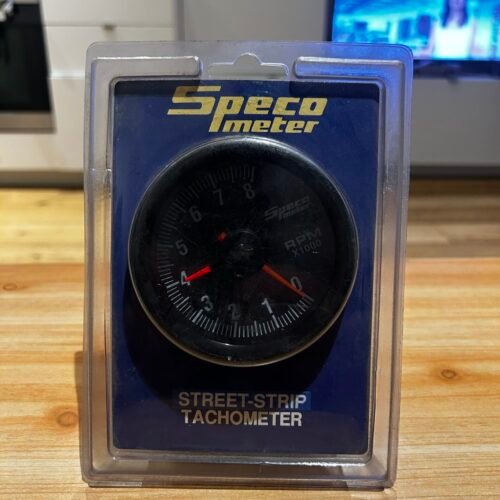 Speco
meter
8
7
6
5
4
3
2
1
0
Speco
meter
RPM
X1000
STREET-STRIP
TACHOMETER